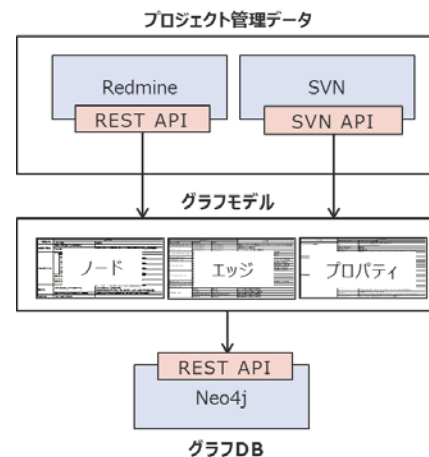 プロジェクト管理データ
Redmine
SVN
REST API
SVN API
グラフモデル
ノード
エッジ
プロパティ
REST API
Neo4j
グラフDB